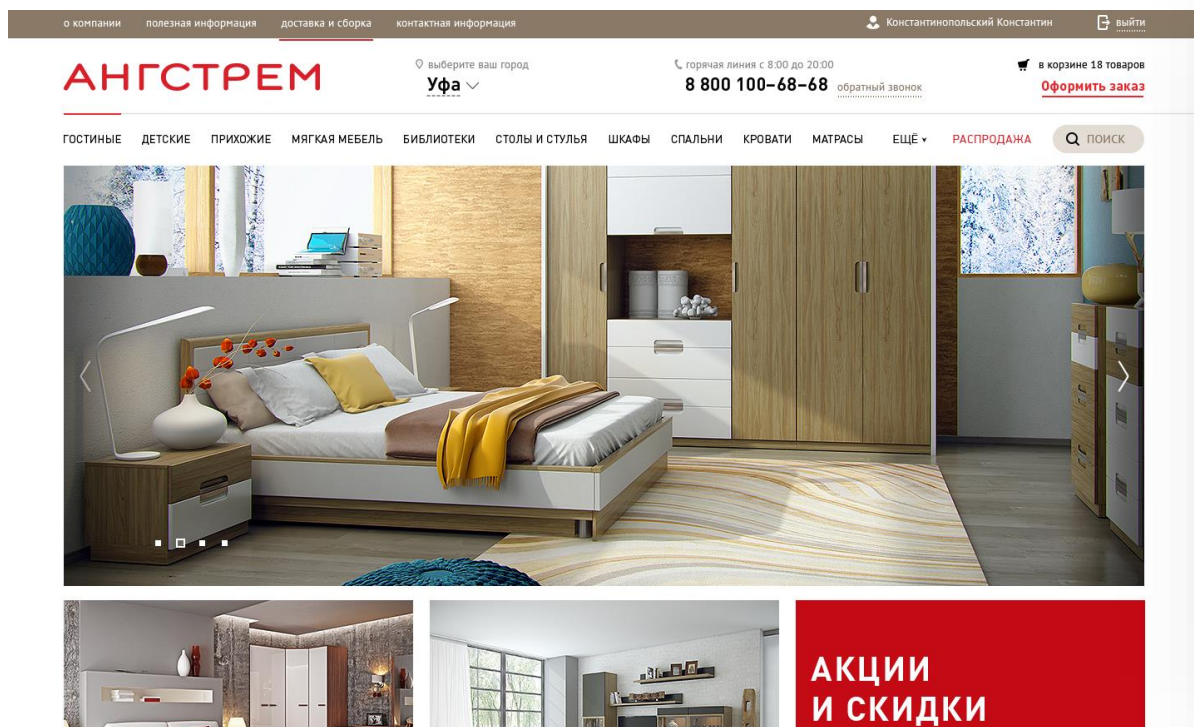 о компании полезная информация доставка и сборка контактная информация Константинопольский Константин выйти
АНГСТРЕМ
выберите ваш город
Уфа
горячая линия с 8:00 до 20:00
8 800 100–68–68 обратный звонок
в корзине 18 товаров
Оформить заказ
ГОСТИНЫЕ ДЕТСКИЕ ПРИХОЖИЕ МЯГКАЯ МЕБЕЛЬ БИБЛИОТЕКИ СТОЛЫ И СТУЛЬЯ ШКАФЫ СПАЛЬНИ КРОВАТИ МАТРАСЫ ЕЩЁ РАСПРОДАЖА ПОИСК
АКЦИИ
И СКИДКИ